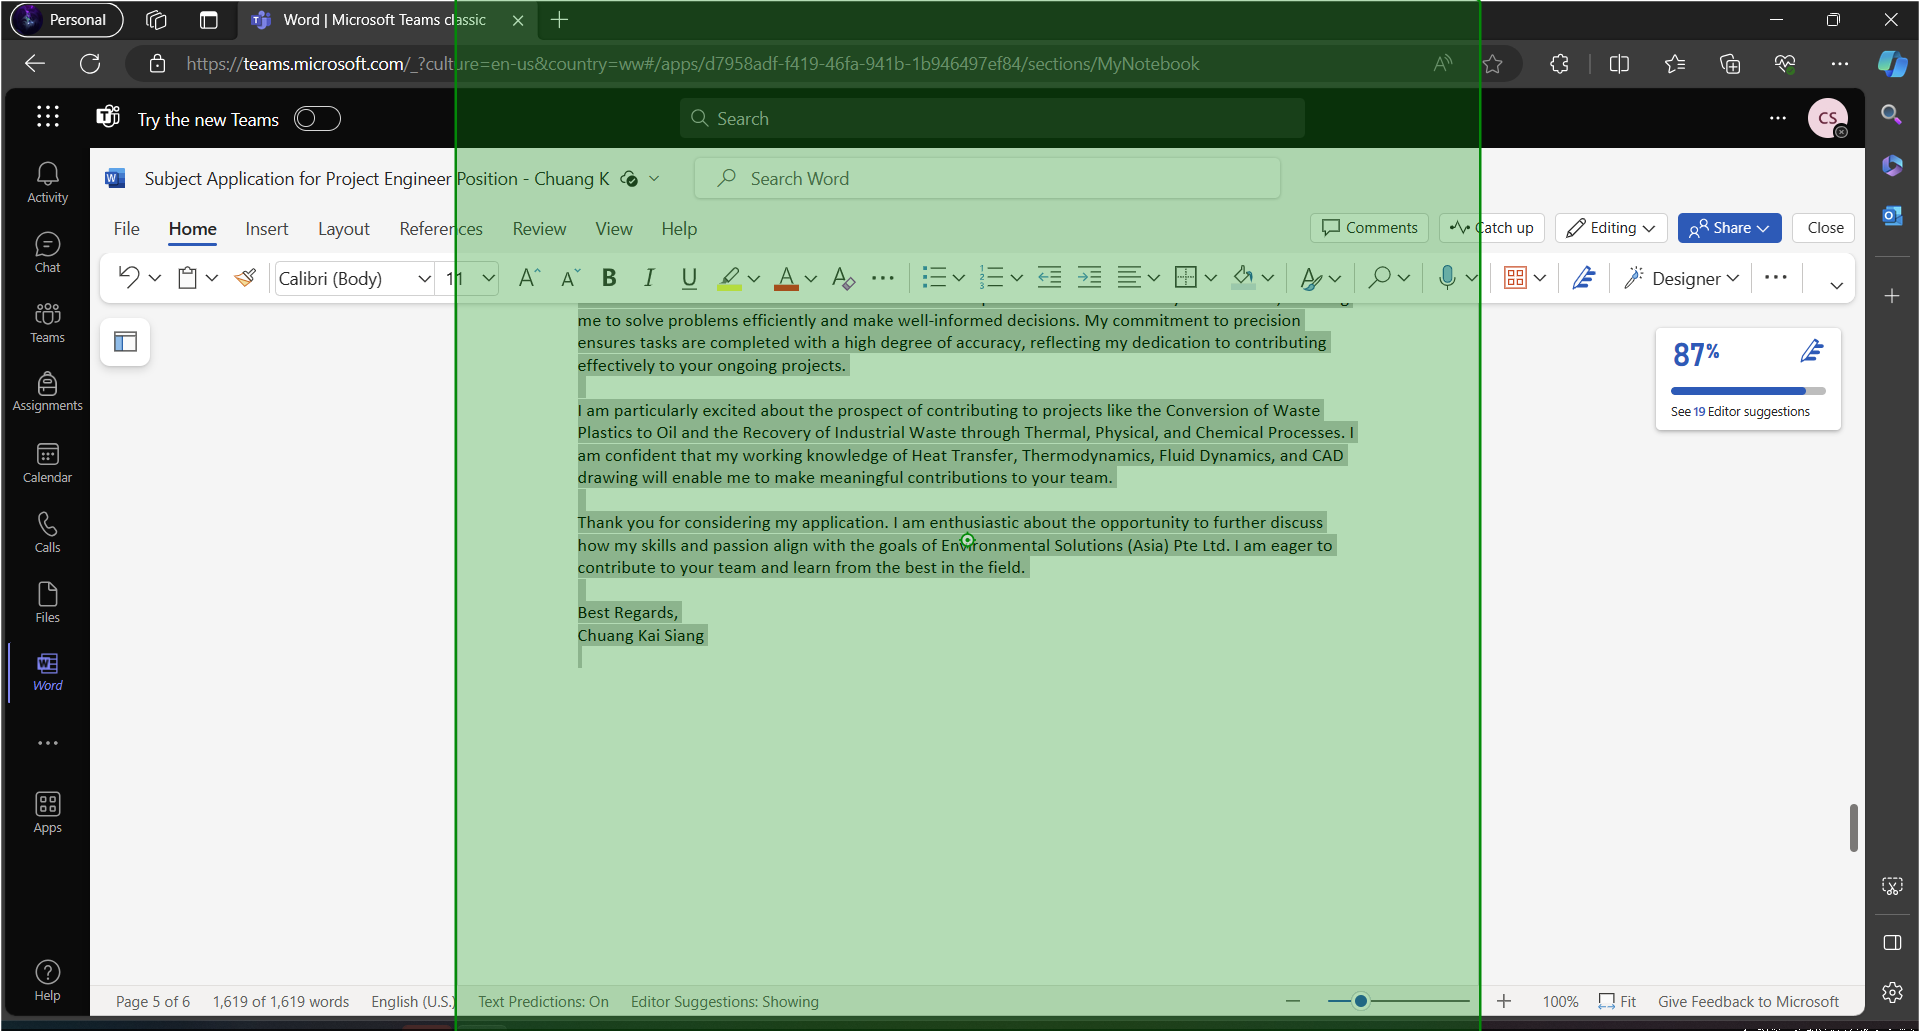 Personal
Word | Microsoft Teams classic
https://teams.microsoft.com/_?culture=en-us&country=ww#/apps/d7958adf-f419-46fa-941b-1b946497ef84/sections/MyNotebook
Try the new Teams
Search
CS
Activity
Chat
Teams
Assignments
Calendar
Calls
Files
Word
Apps
Help
Subject Application for Project Engineer Position - Chuang K
Search Word
File Home Insert Layout References Review View Help
Comments Catch up Editing Share Close
Calibri (Body) 11
Designer
me to solve problems efficiently and make well-informed decisions. My commitment to precision
ensures tasks are completed with a high degree of accuracy, reflecting my dedication to contributing
effectively to your ongoing projects.
I am particularly excited about the prospect of contributing to projects like the Conversion of Waste
Plastics to Oil and the Recovery of Industrial Waste through Thermal, Physical, and Chemical Processes. I
am confident that my working knowledge of Heat Transfer, Thermodynamics, Fluid Dynamics, and CAD
drawing will enable me to make meaningful contributions to your team.
Thank you for considering my application. I am enthusiastic about the opportunity to further discuss
how my skills and passion align with the goals of Environmental Solutions (Asia) Pte Ltd. I am eager to
contribute to your team and learn from the best in the field.
Best Regards,
Chuang Kai Siang
87%
See 19 Editor suggestions
Page 5 of 6 1,619 of 1,619 words English (U.S.) Text Predictions: On Editor Suggestions: Showing
100% Fit Give Feedback to Microsoft